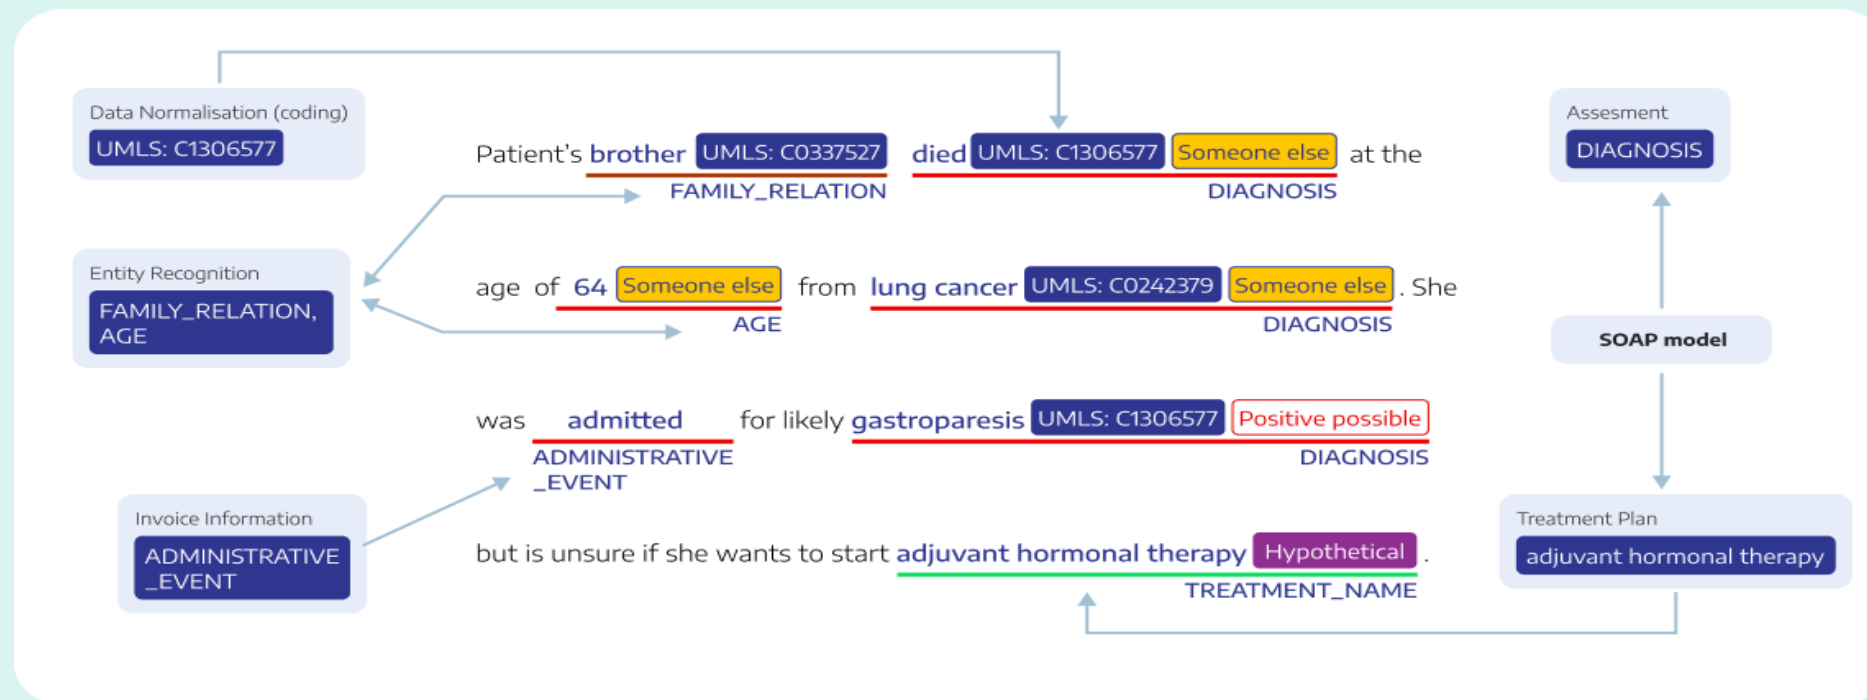 Data Normalisation (coding)
UMLS: C1306577
Patient's brother UMLS: C0337527 died UMLS: C1306577 Someone else at the
FAMILY_RELATION DIAGNOSIS
Assesment
DIAGNOSIS
Entity Recognition
FAMILY_RELATION,
AGE
age of 64 Someone else from lung cancer UMLS: C0242379 Someone else . She
AGE DIAGNOSIS
SOAP model
was admitted for likely gastroparesis UMLS: C1306577 Positive possible
ADMINISTRATIVE
_EVENT
DIAGNOSIS
Invoice Information
ADMINISTRATIVE
_EVENT
but is unsure if she wants to start adjuvant hormonal therapy Hypothetical .
TREATMENT_NAME
Treatment Plan
adjuvant hormonal therapy